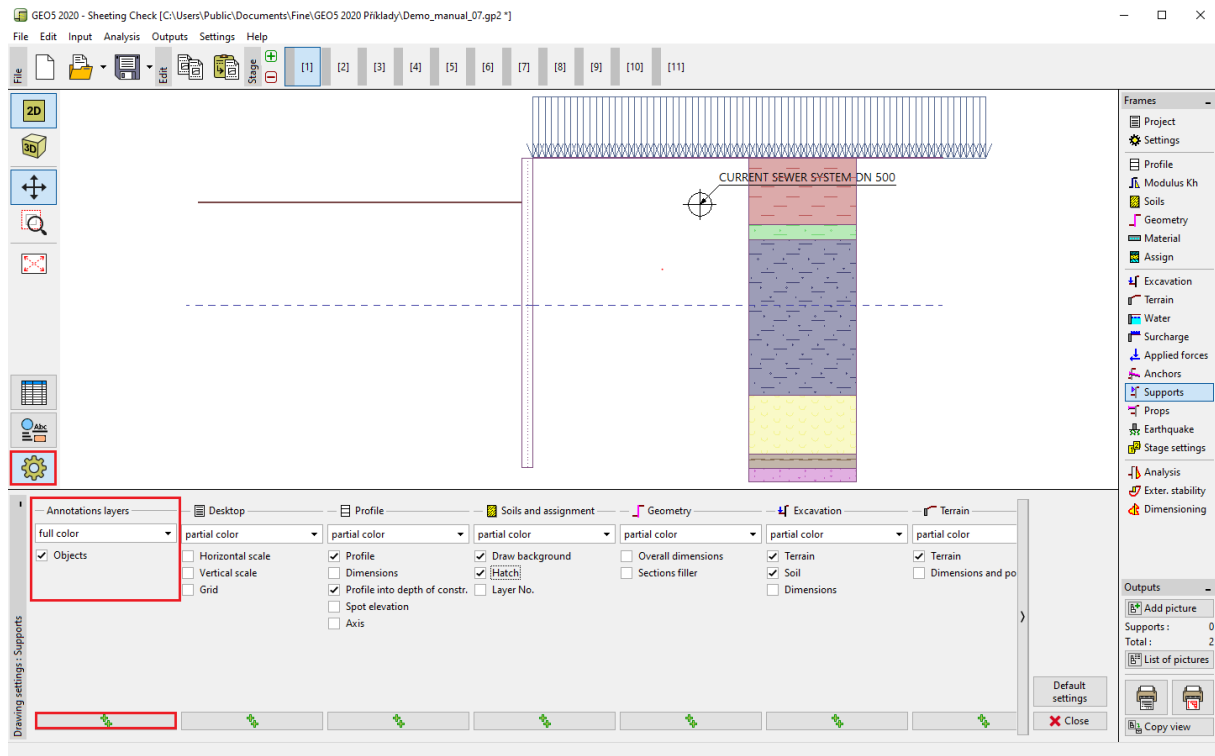 GEO5 2020 - Sheeting Check [C:\Users\Public\Documents\Fine\GEO5 2020 Příklady\Demo_manual_07.gp2 *]
File Edit Input Analysis Outputs Settings Help
File
Edit
Stage
[1] [2] [3] [4] [5] [6] [7] [8] [9] [10] [11]
2D
3D
Abc
CURRENT SEWER SYSTEM-DN 500
Frames
Project
Settings
Profile
Modulus Kh
Soils
Geometry
Material
Assign
Excavation
Terrain
Water
Surcharge
Applied forces
Anchors
Supports
Props
Earthquake
Stage settings
Analysis
Exter. stability
Dimensioning
Outputs
Add picture
Supports : 0
Total : 2
List of pictures
Copy view
Drawing settings : Supports
Annotations layers
full color
Objects
Desktop
partial color
Horizontal scale
Vertical scale
Grid
Profile
partial color
Profile
Dimensions
Profile into depth of constr.
Spot elevation
Axis
Soils and assignment
partial color
Draw background
Hatch
Layer No.
Geometry
partial color
Overall dimensions
Sections filler
Excavation
partial color
Terrain
Soil
Dimensions
Terrain
partial color
Terrain
Dimensions and po
Default
settings
Close